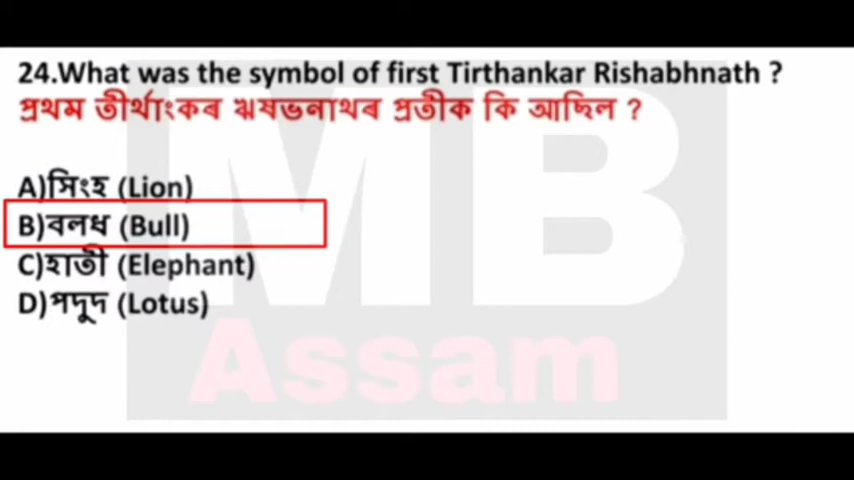 24.What was the symbol of first Tirthankar Rishabhnath ?
প্ৰথম তীৰ্থাংকৰ ঋষভনাথৰ প্ৰতীক কি আছিল ?
A)সিংহ (Lion)
B)বলধ (Bull)
C)হাতী (Elephant)
D)পদুদ (Lotus)
MB
Assam